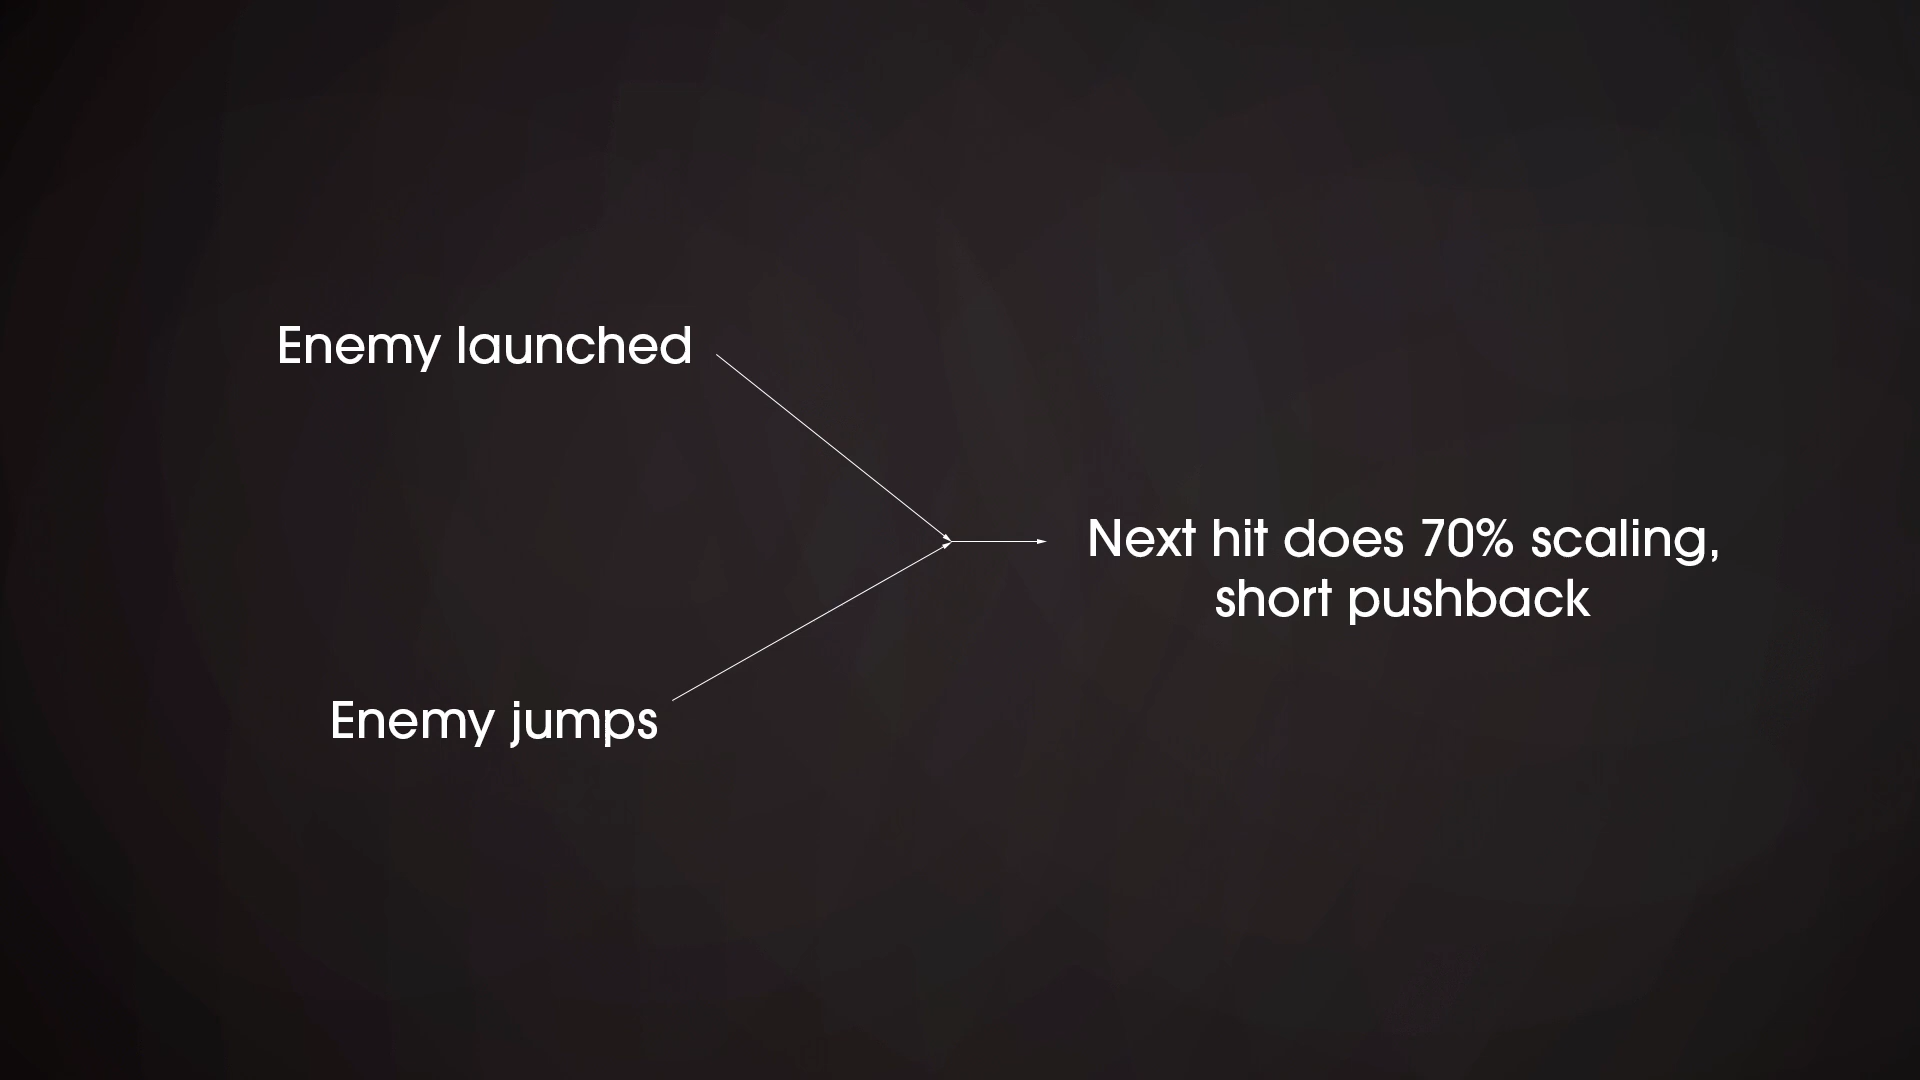 Enemy launched
Next hit does 70% scaling,
short pushback
Enemy jumps